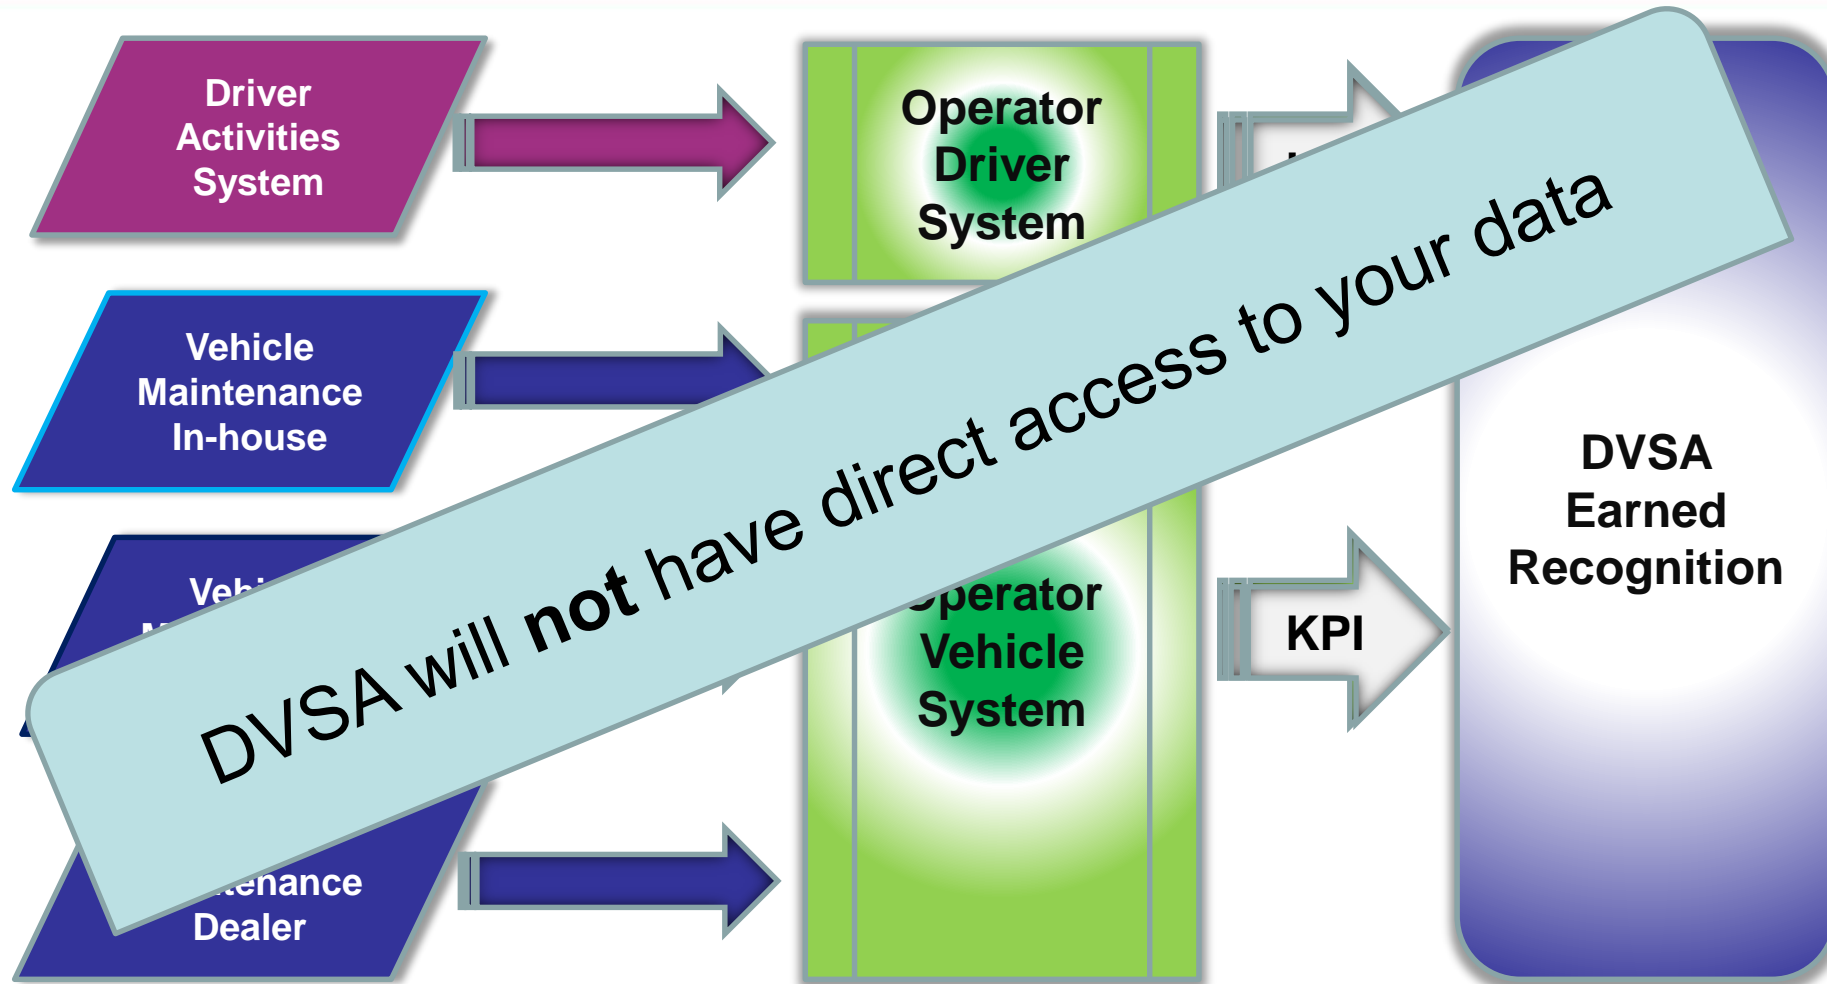 Driver
Activities
System
Operator
Driver
System
Vehicle
Maintenance
In-house
DVSA will not have direct access to your data
Operator
Vehicle
System
KPI
DVSA
Earned
Recognition
Dealer